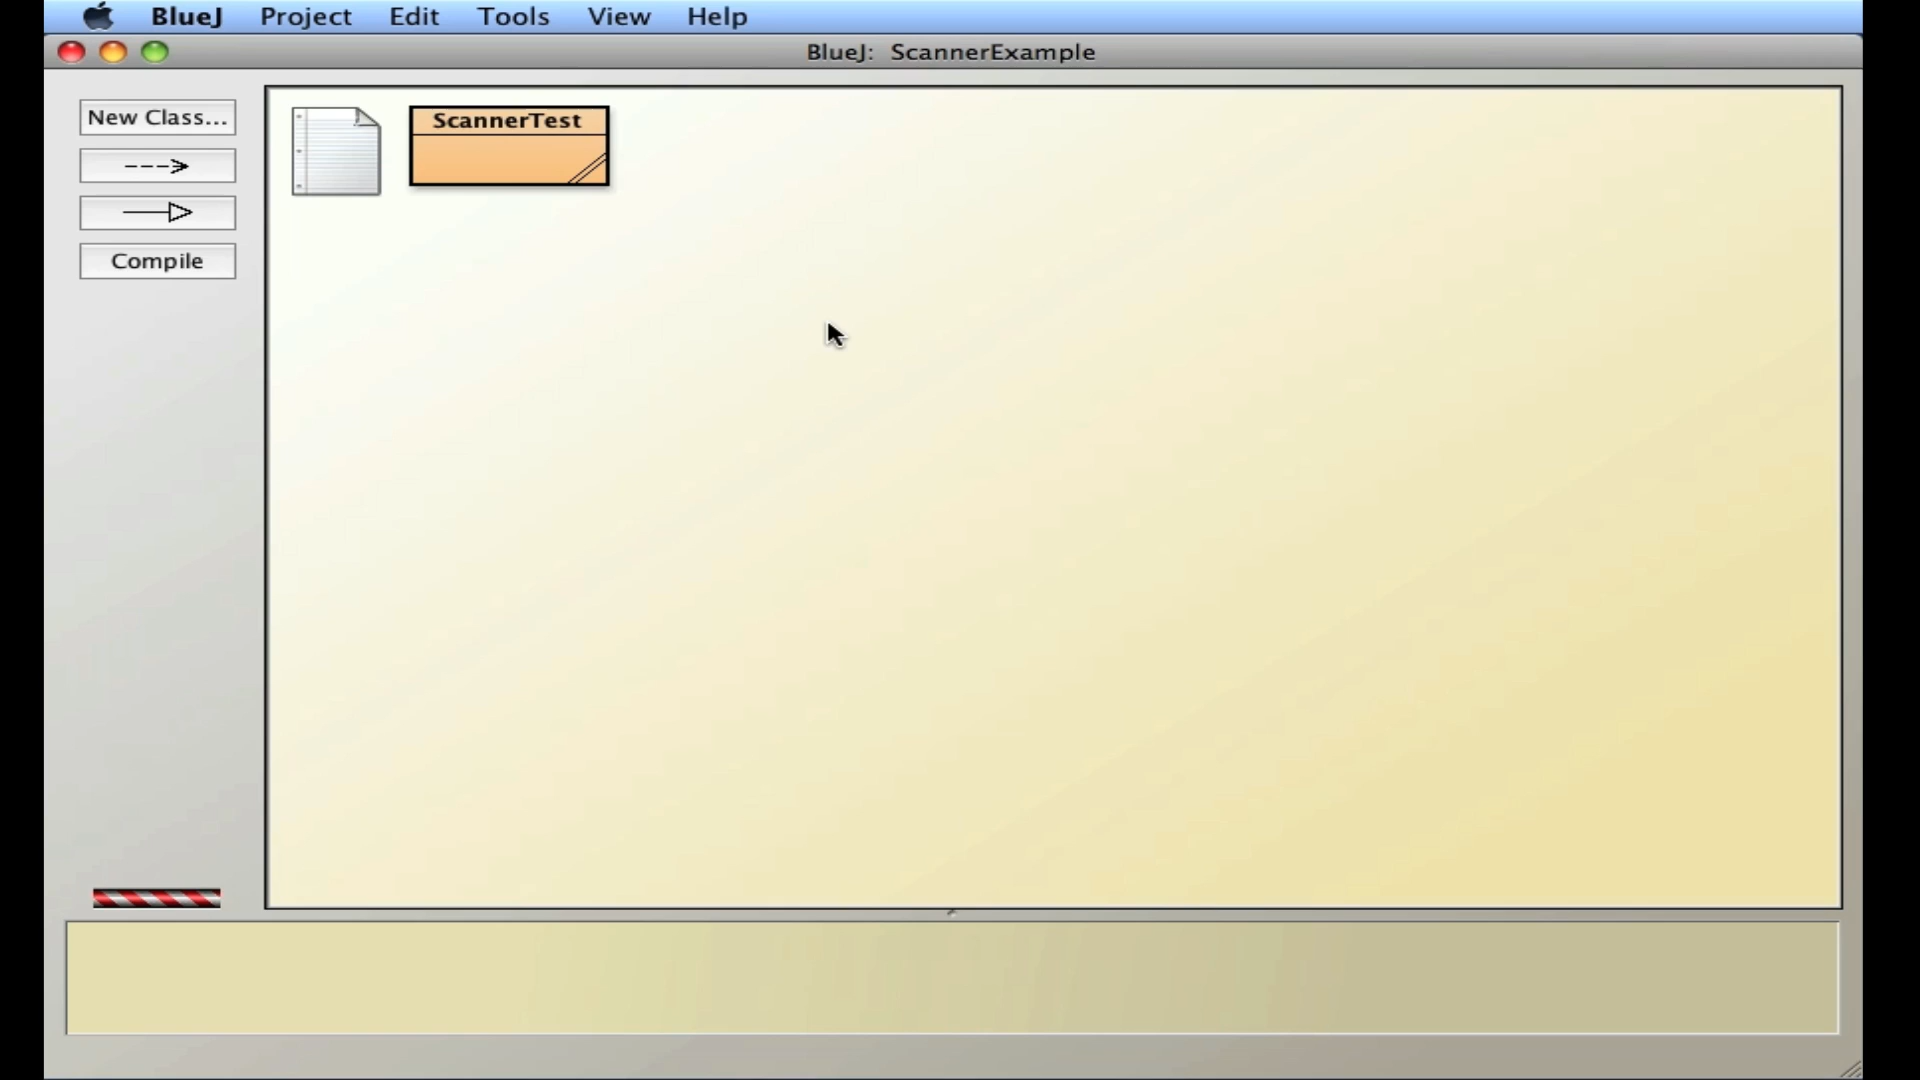 BlueJ Project Edit Tools View Help
BlueJ: ScannerExample
New Class...
ScannerTest
Compile